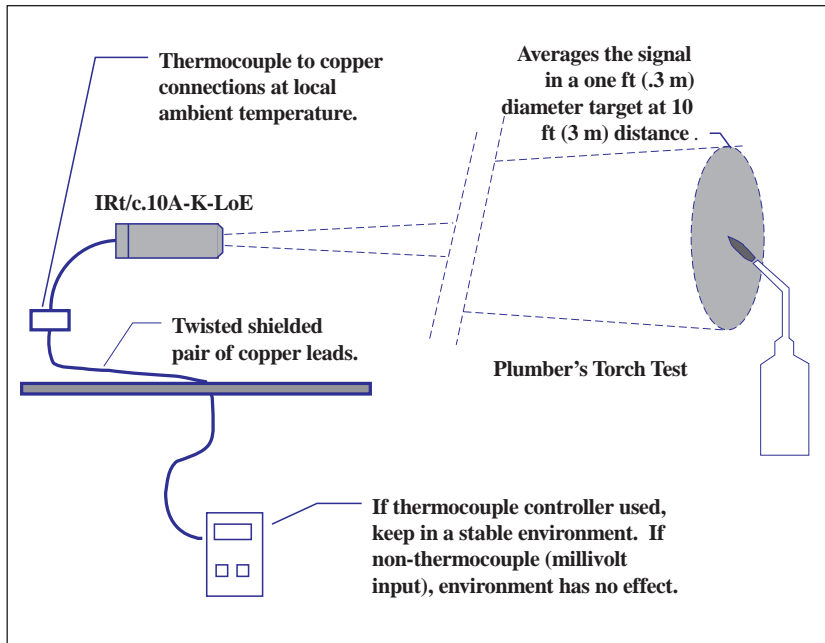 Thermocouple to copper
connections at local
ambient temperature.
Averages the signal
in a one ft (.3 m)
diameter target at 10
ft (3 m) distance .
IRt/c.10A-K-LoE
Twisted shielded
pair of copper leads.
Plumber's Torch Test
If thermocouple controller used,
keep in a stable environment. If
non-thermocouple (millivolt
input), environment has no effect.